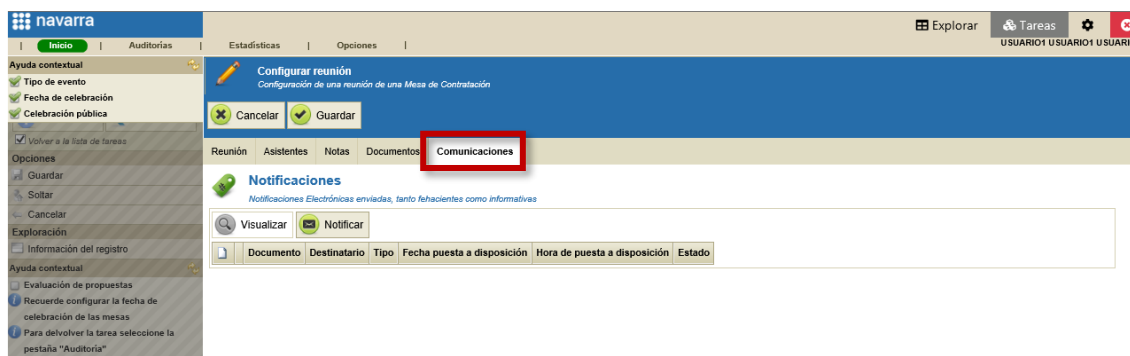 navarra
Explorar
Tareas
| Inicio | Auditorías | Estadísticas | Opciones |
USUARIO1 USUARIO1 USUARI
Ayuda contextual
Tipo de evento
Fecha de celebración
Celebración pública
Volver a la lista de tareas
Opciones
Guardar
Soltar
Cancelar
Exploración
Información del registro
Ayuda contextual
Evaluación de propuestas
Recuerde configurar la fecha de
celebración de las mesas
Para delvolver la tarea seleccione la
pestaña "Auditoría"
Configurar reunión
Configuración de una reunión de una Mesa de Contratación
Cancelar Guardar
Reunión Asistentes Notas Documentos Comunicaciones
Notificaciones
Notificaciones Electrónicas enviadas, tanto fehacientes como informativas
Visualizar Notificar
Documento Destinatario Tipo Fecha puesta a disposición Hora de puesta a disposición Estado